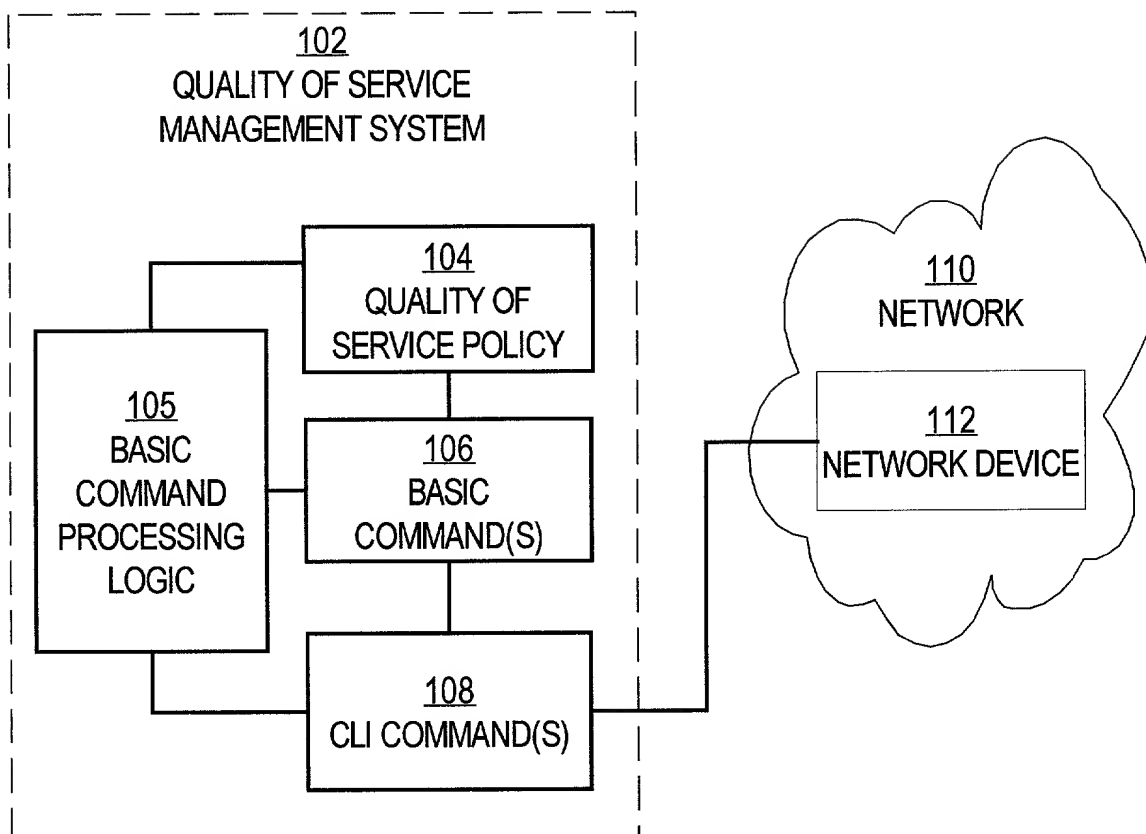 102
QUALITY OF SERVICE
MANAGEMENT SYSTEM
104
QUALITY OF
SERVICE POLICY
105
BASIC
COMMAND
PROCESSING
LOGIC
106
BASIC
COMMAND(S)
108
CLI COMMAND(S)
110
NETWORK
112
NETWORK DEVICE